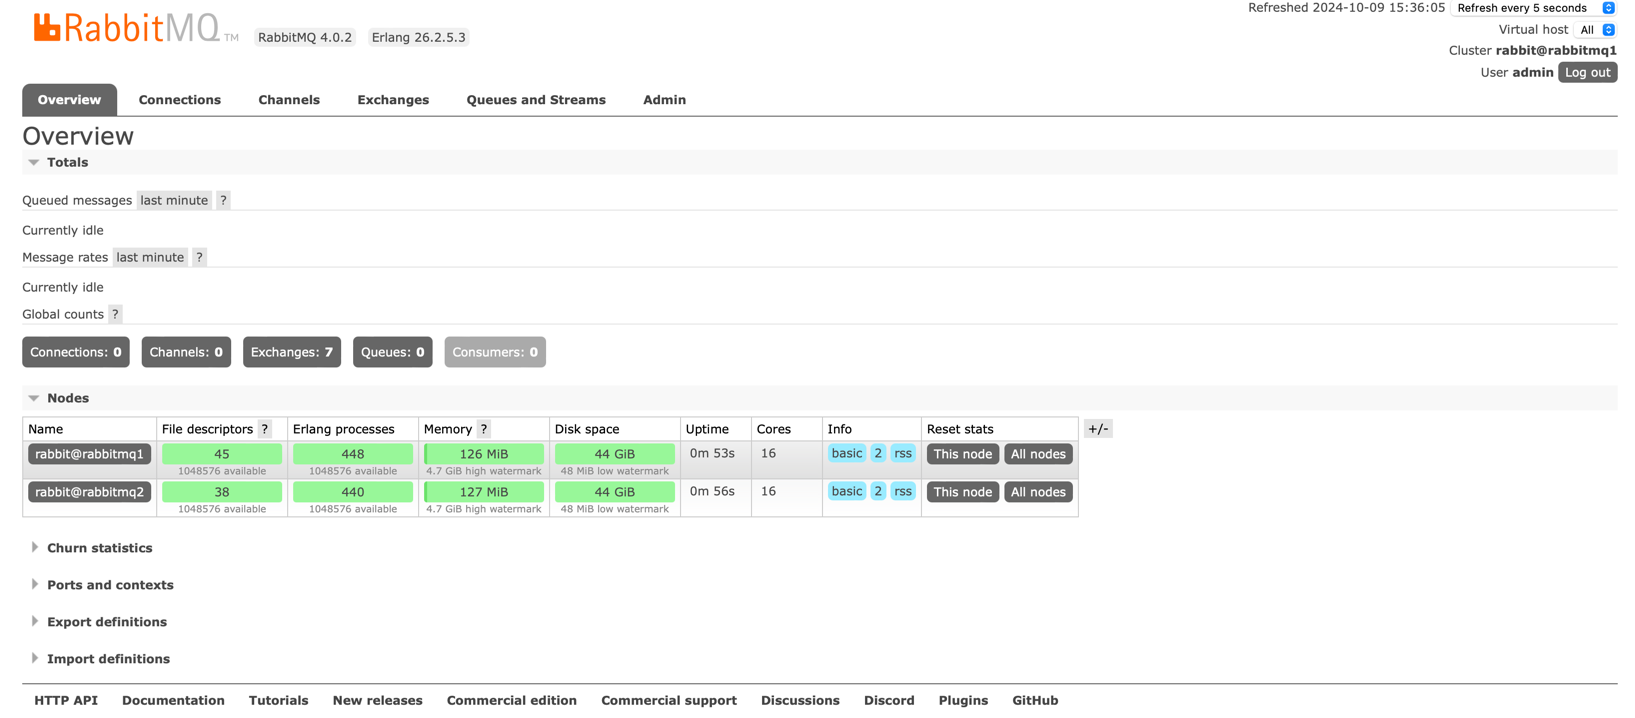 Refreshed 2024-10-09 15:36:05 Refresh every 5 seconds
RabbitMQ TM RabbitMQ 4.0.2 Erlang 26.2.5.3
Virtual host All
Cluster rabbit@rabbitmq1
User admin Log out
Overview Connections Channels Exchanges Queues and Streams Admin
Overview
Totals
Queued messages last minute ?
Currently idle
Message rates last minute ?
Currently idle
Global counts ?
Connections: 0 Channels: 0 Exchanges: 7 Queues: 0 Consumers: 0
Nodes
Name File descriptors ? Erlang processes Memory ? Disk space Uptime Cores Info Reset stats +/-
rabbit@rabbitmq1 45 448 126 MiB 44 GiB 0m 53s 16 basic 2 rss This node All nodes
1048576 available 1048576 available 4.7 GiB high watermark 48 MiB low watermark
rabbit@rabbitmq2 38 440 127 MiB 44 GiB 0m 56s 16 basic 2 rss This node All nodes
1048576 available 1048576 available 4.7 GiB high watermark 48 MiB low watermark
Churn statistics
Ports and contexts
Export definitions
Import definitions
HTTP API Documentation Tutorials New releases Commercial edition Commercial support Discussions Discord Plugins GitHub